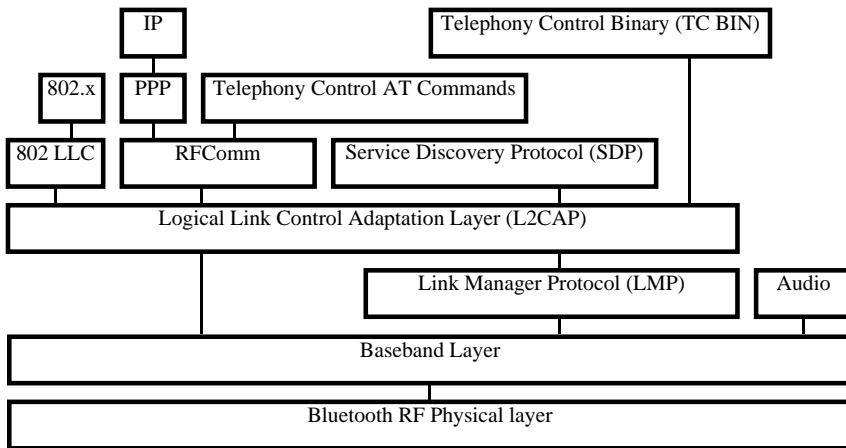 IP
Telephony Control Binary (TC BIN)
802.x
PPP
Telephony Control AT Commands
802 LLC
RFComm
Service Discovery Protocol (SDP)
Logical Link Control Adaptation Layer (L2CAP)
Link Manager Protocol (LMP)
Audio
Baseband Layer
Bluetooth RF Physical layer